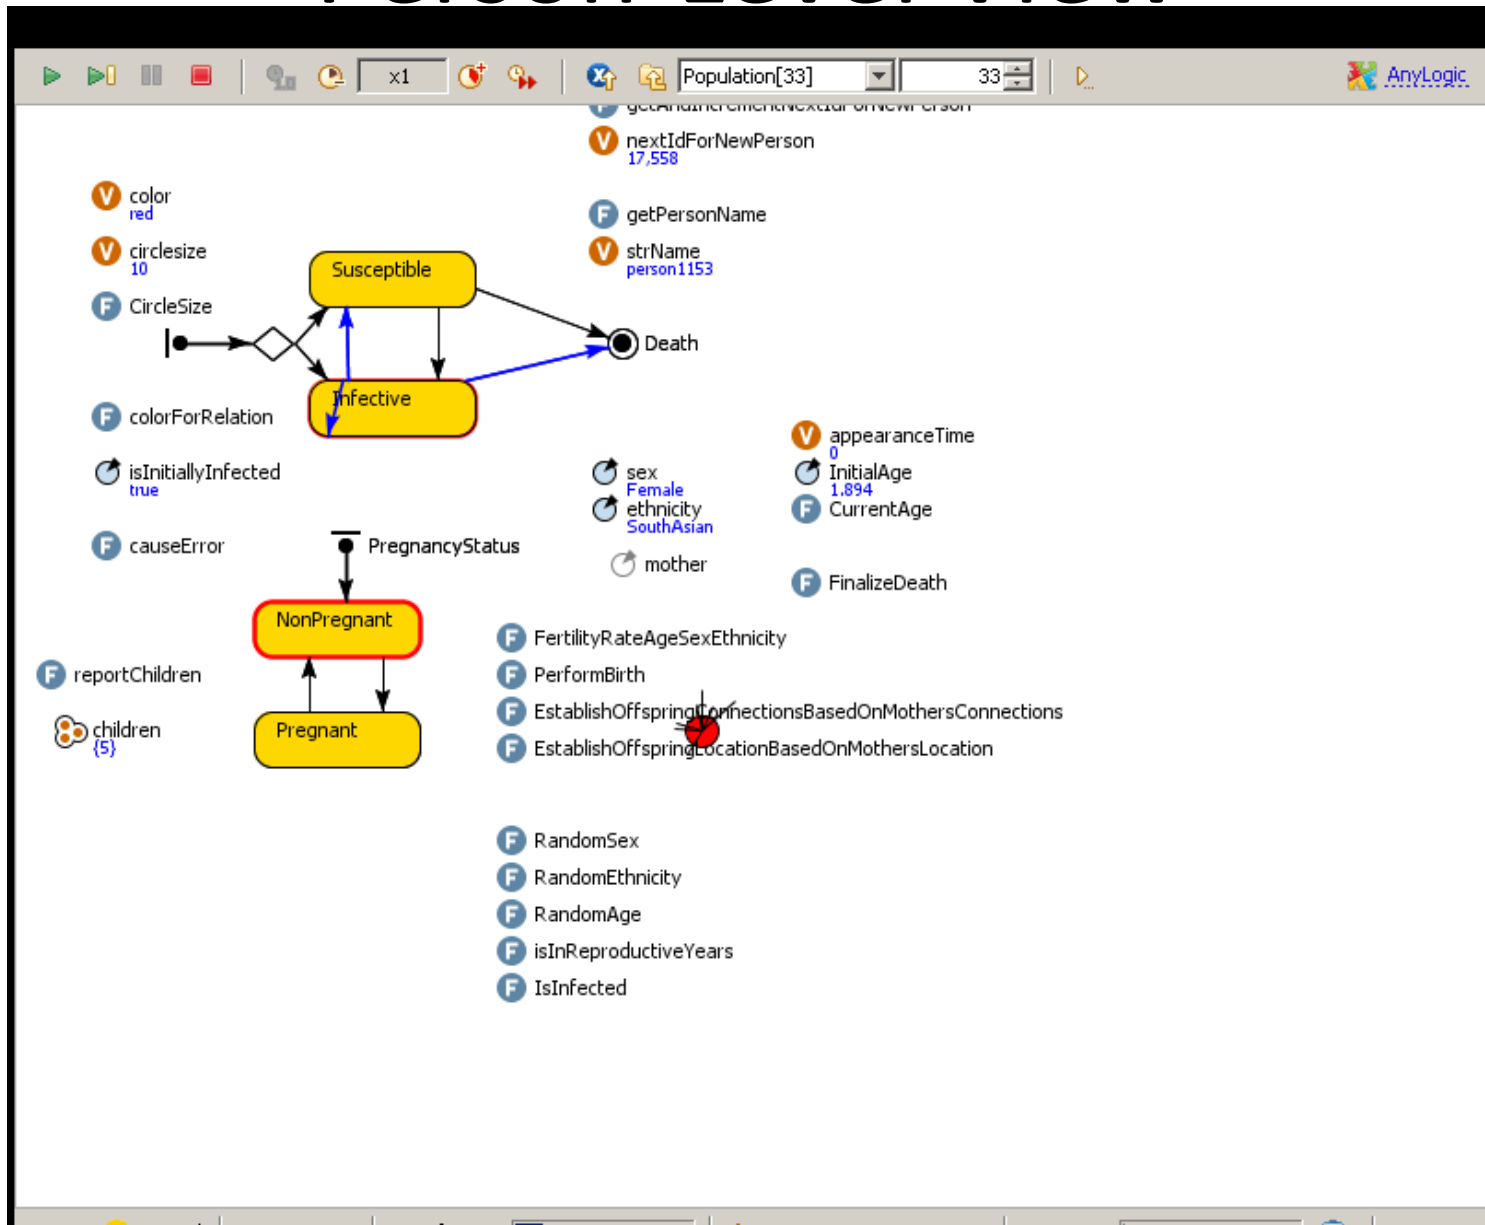 x1
Population[33]
33
AnyLogic
getAndIncrementNextIdForNewPerson
nextIdForNewPerson
17,558
color
red
getPersonName
circlesize
10
strName
person1153
Susceptible
CircleSize
Death
Infective
colorForRelation
appearanceTime
0
isInitiallyInfected
true
sex
Female
InitialAge
1.894
ethnicity
SouthAsian
CurrentAge
causeError
PregnancyStatus
mother
FinalizeDeath
NonPregnant
FertilityRateAgeSexEthnicity
reportChildren
PerformBirth
EstablishOffspringConnectionsBasedOnMothersConnections
children
{5}
Pregnant
EstablishOffspringLocationBasedOnMothersLocation
RandomSex
RandomEthnicity
RandomAge
isInReproductiveYears
IsInfected